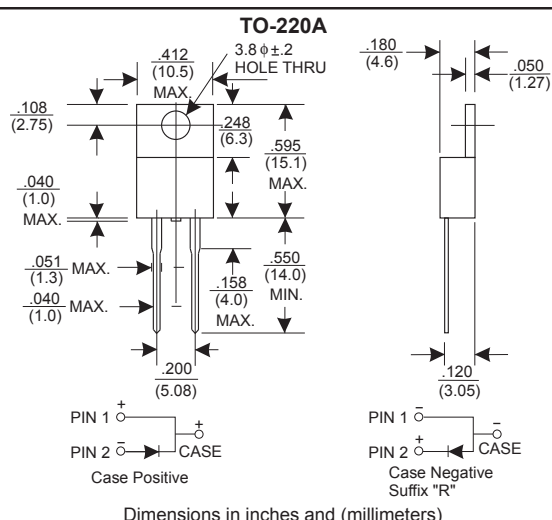 TO-220A
.412
(10.5)
MAX.
3.8 φ±.2
HOLE THRU
.180
(4.6)
.050
(1.27)
.108
(2.75)
.248
(6.3)
.595
(15.1)
MAX.
.040
(1.0)
MAX.
.051
(1.3)
MAX.
.040
(1.0)
MAX.
.158
(4.0)
MAX.
.550
(14.0)
MIN.
.200
(5.08)
.120
(3.05)
PIN 1 +
PIN 2 −
+
CASE
Case Positive
PIN 1 −
PIN 2 +
−
CASE
Case Negative
Suffix "R"
Dimensions in inches and (millimeters)